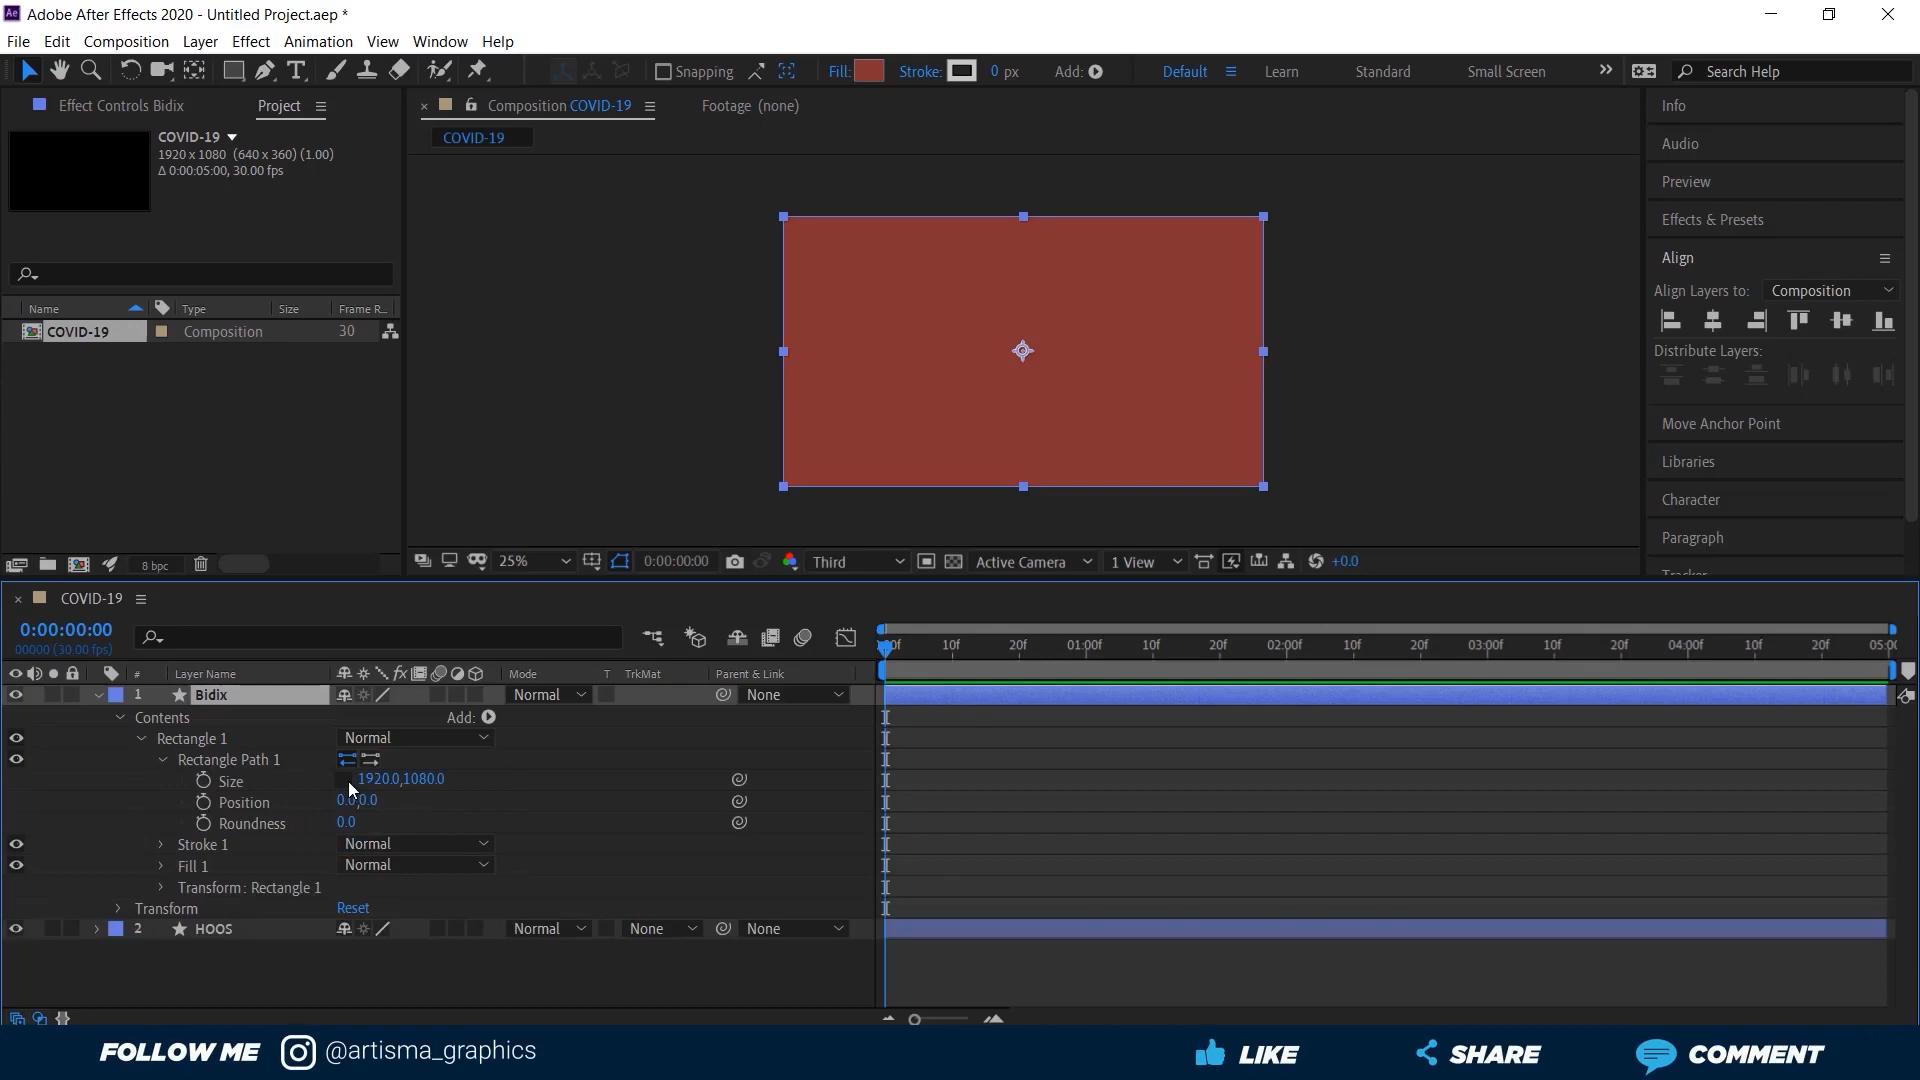 Adobe After Effects 2020 - Untitled Project.aep *
File Edit Composition Layer Effect Animation View Window Help
Snapping Fill: Stroke: 0 px Add: Default Learn Standard Small Screen Search Help
Effect Controls Bidix Project
COVID-19
1920 x 1080 (640 x 360) (1.00)
Δ 0:00:05:00, 30.00 fps
Name Type Size Frame R...
COVID-19 Composition 30
8 bpc
Composition COVID-19 Footage (none)
COVID-19
25% 0:00:00:00 Third Active Camera 1 View +0.0
Info
Audio
Preview
Effects & Presets
Align
Align Layers to: Composition
Distribute Layers:
Move Anchor Point
Libraries
Character
Paragraph
Tracker
COVID-19
0:00:00:00
00000 (30.00 fps)
10f 20f 01:00f 10f 20f 02:00f 10f 20f 03:00f 10f 20f 04:00f 10f 20f
# Layer Name Mode T TrkMat Parent & Link
1 Bidix Normal None
Contents Add:
Rectangle 1 Normal
Rectangle Path 1
Size 1920.0,1080.0
Position 0.0,0.0
Roundness 0.0
Stroke 1 Normal
Fill 1 Normal
Transform: Rectangle 1
Transform Reset
2 HOOS Normal None None
FOLLOW ME @artisma_graphics LIKE SHARE COMMENT